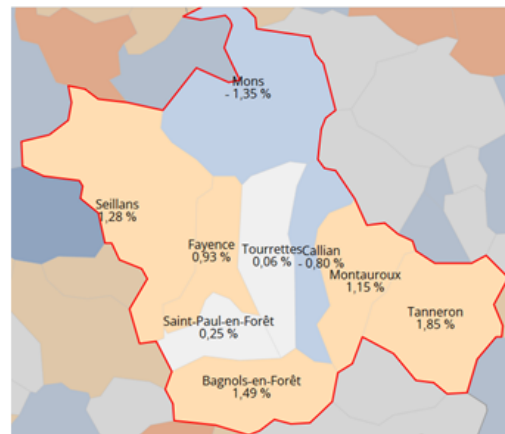 Mons
- 1,35 %
Seillans
1,28 %
Fayence
0,93 %
Tourrettes
0,06 %
Callian
- 0,80 %
Montauroux
1,15 %
Tanneron
1,85 %
Saint-Paul-en-Forêt
0,25 %
Bagnols-en-Forêt
1,49 %